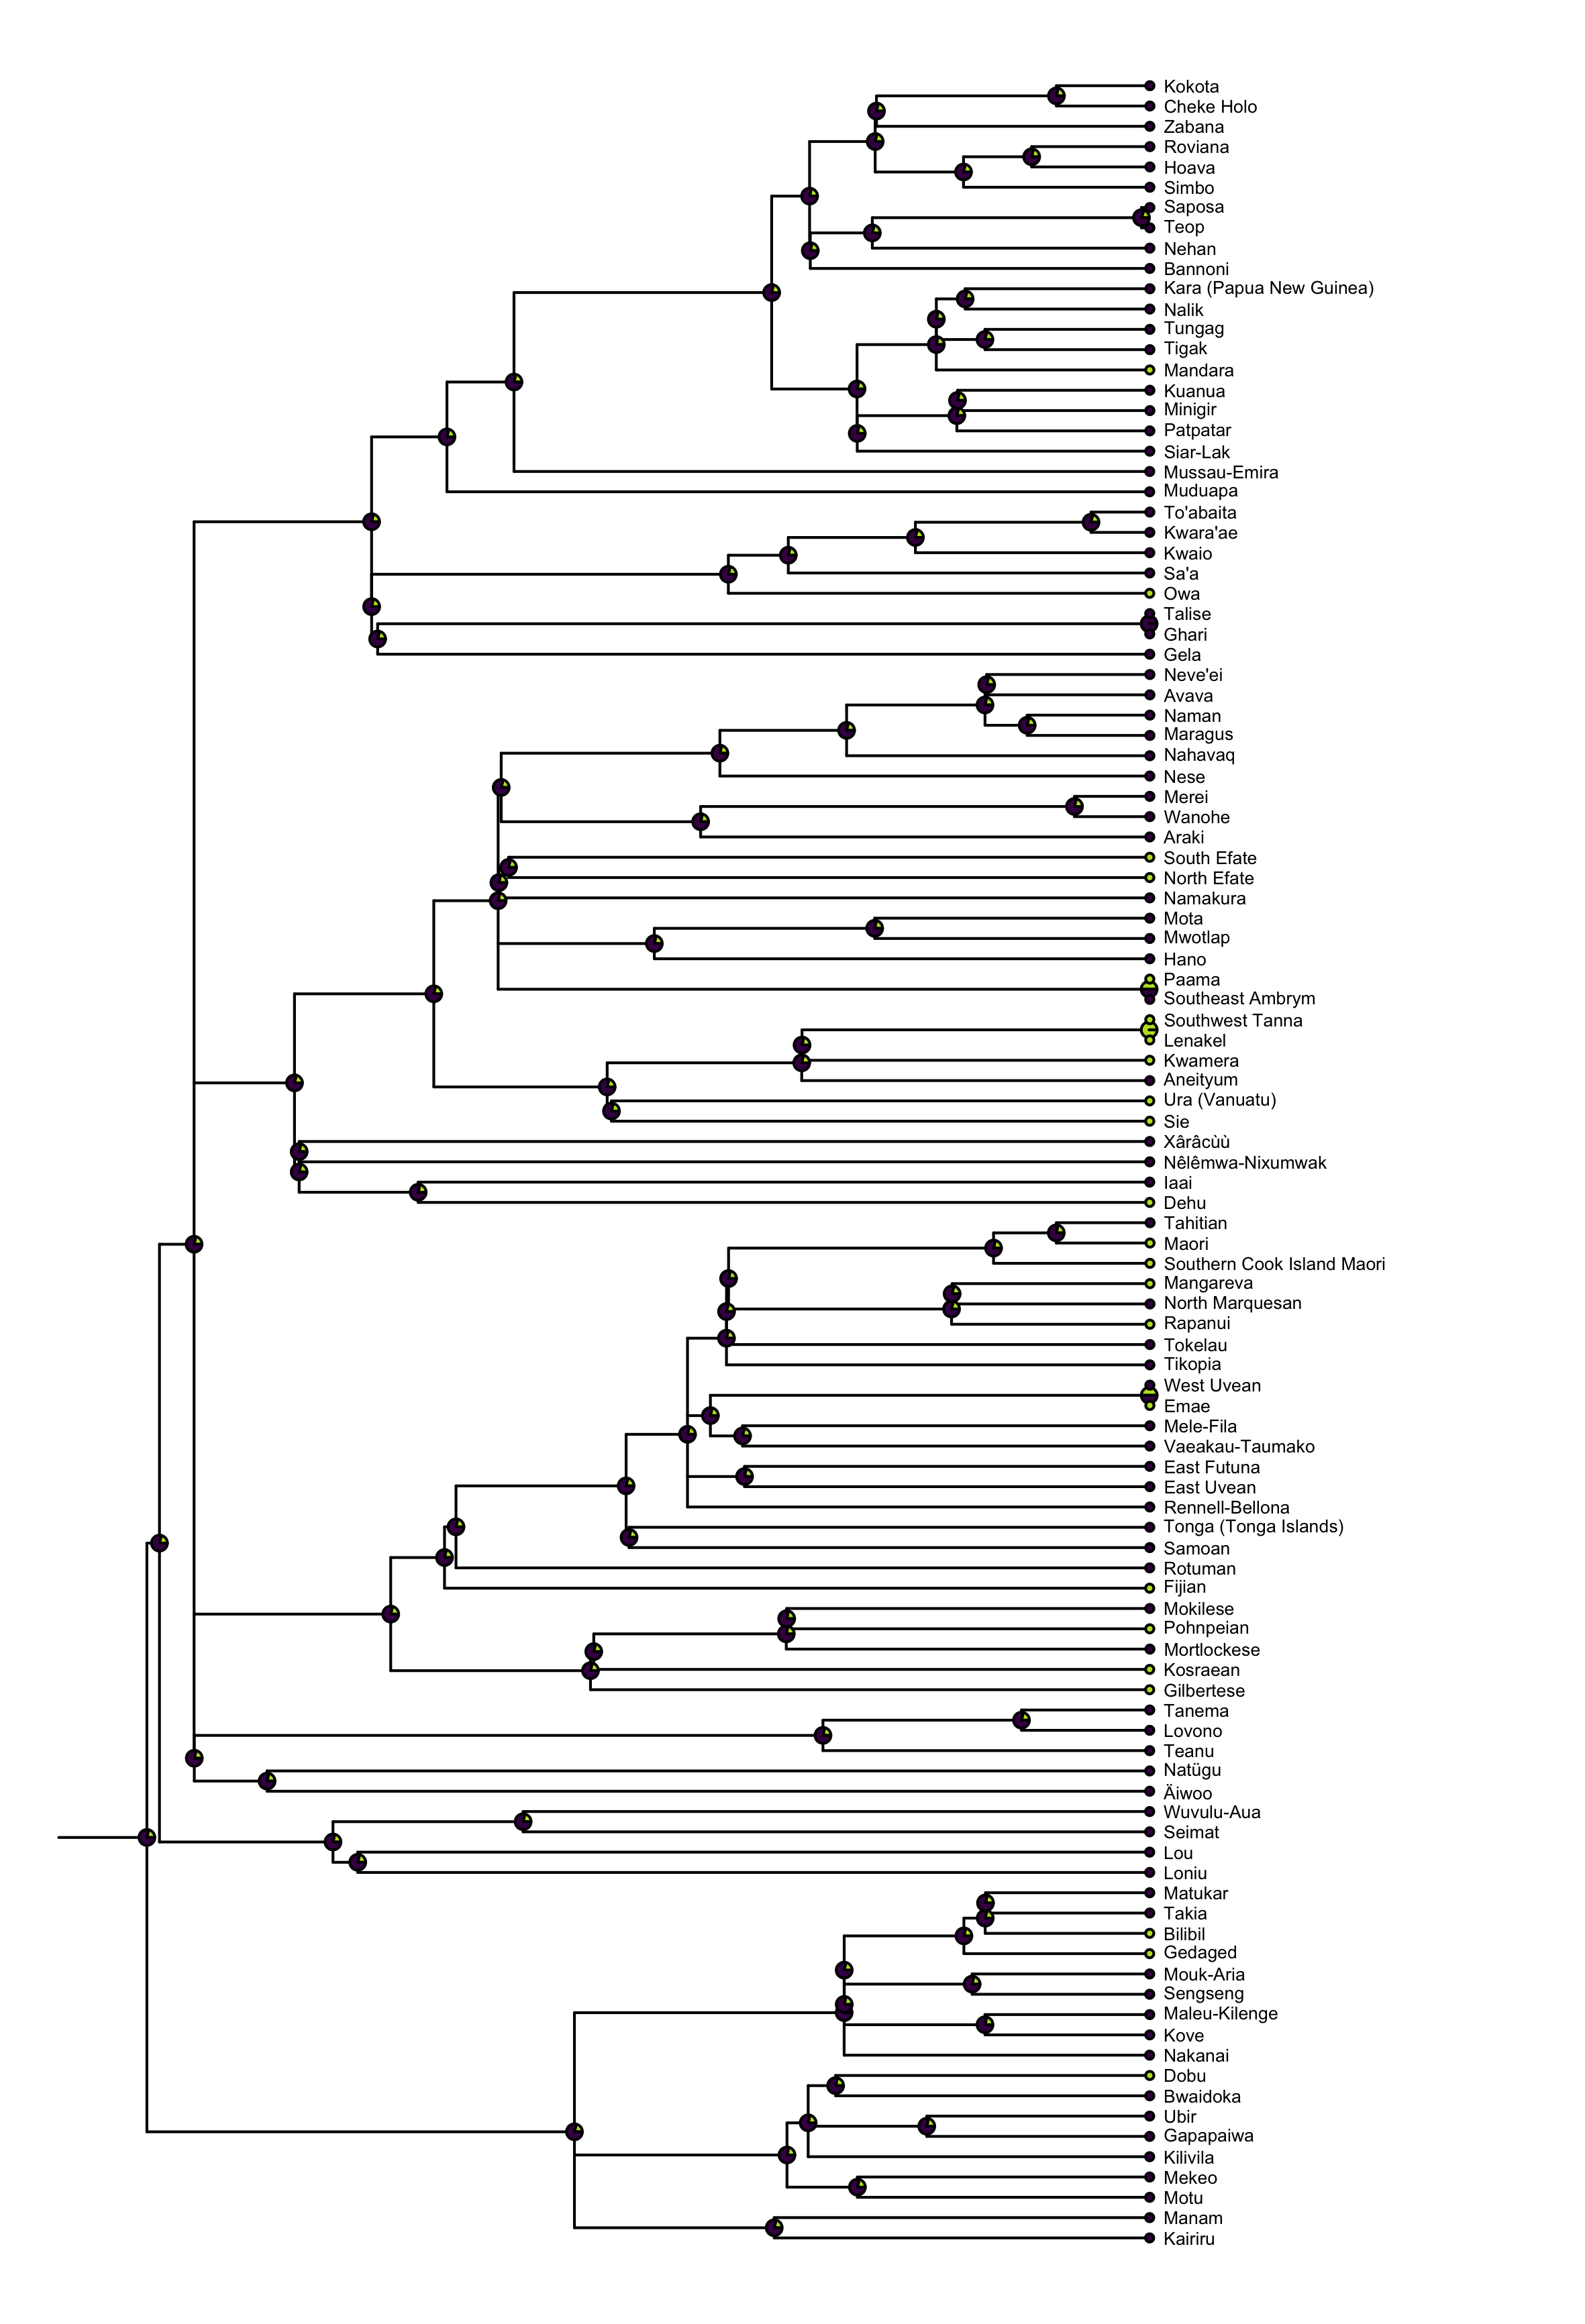 Kokota
Cheke Holo
Zabana
Roviana
Hoava
Simbo
Saposa
Teop
Nehan
Bannoni
Kara (Papua New Guinea)
Nalik
Tungag
Tigak
Mandara
Kuanua
Minigir
Patpatar
Siar-Lak
Mussau-Emira
Muduapa
To'abaita
Kwara'ae
Kwaio
Sa'a
Owa
Talise
Ghari
Gela
Neve'ei
Avava
Naman
Maragus
Nahavaq
Nese
Merei
Wanohe
Araki
South Efate
North Efate
Namakura
Mota
Mwotlap
Hano
Paama
Southeast Ambrym
Southwest Tanna
Lenakel
Kwamera
Aneityum
Ura (Vanuatu)
Sie
Xârâcùù
Nêlêmwa-Nixumwak
Iaai
Dehu
Tahitian
Maori
Southern Cook Island Maori
Mangareva
North Marquesan
Rapanui
Tokelau
Tikopia
West Uvean
Emae
Mele-Fila
Vaeakau-Taumako
East Futuna
East Uvean
Rennell-Bellona
Tonga (Tonga Islands)
Samoan
Rotuman
Fijian
Mokilese
Pohnpeian
Mortlockese
Kosraean
Gilbertese
Tanema
Lovono
Teanu
Natügu
Äiwoo
Wuvulu-Aua
Seimat
Lou
Loniu
Matukar
Takia
Bilibil
Gedaged
Mouk-Aria
Sengseng
Maleu-Kilenge
Kove
Nakanai
Dobu
Bwaidoka
Ubir
Gapapaiwa
Kilivila
Mekeo
Motu
Manam
Kairiru